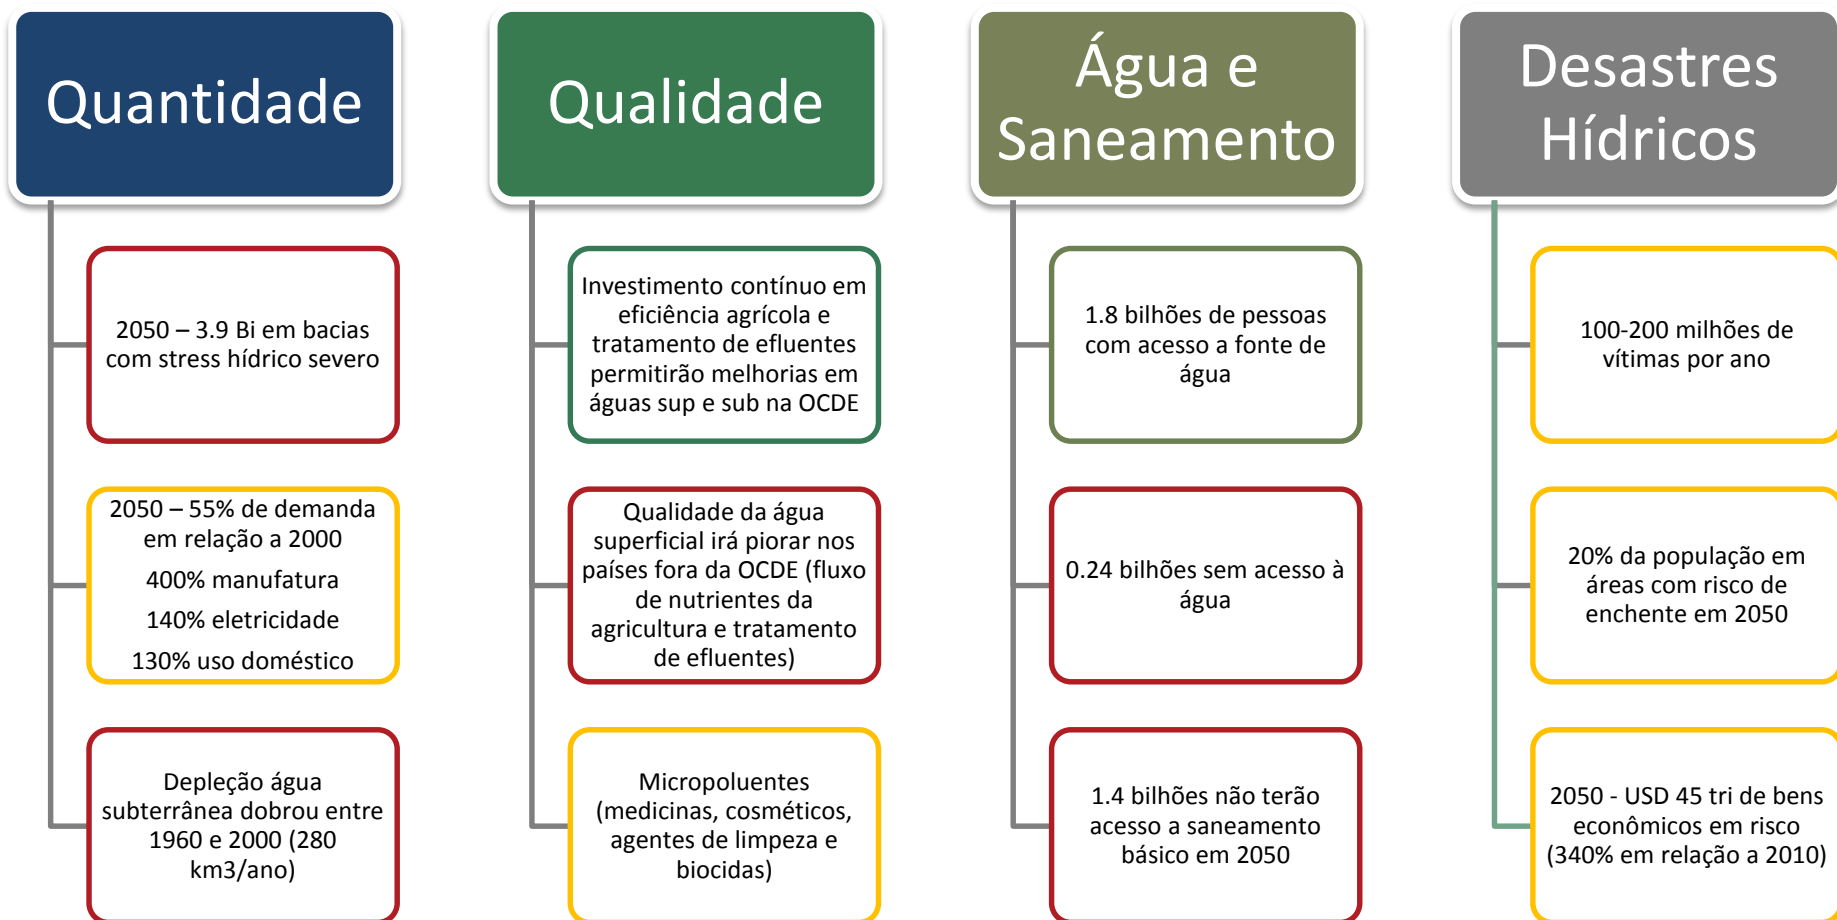 Quantidade
2050 – 3.9 Bi em bacias
com stress hídrico severo
2050 – 55% de demanda
em relação a 2000
400% manufatura
140% eletricidade
130% uso doméstico
Depleção água
subterrânea dobrou entre
1960 e 2000 (280
km3/ano)
Qualidade
Investimento contínuo em
eficiência agrícola e
tratamento de efluentes
permitirão melhorias em
águas sup e sub na OCDE
Qualidade da água
superficial irá piorar nos
países fora da OCDE (fluxo
de nutrientes da
agricultura e tratamento
de efluentes)
Micropoluentes
(medicinas, cosméticos,
agentes de limpeza e
biocidas)
Água e
Saneamento
1.8 bilhões de pessoas
com acesso a fonte de
água
0.24 bilhões sem acesso à
água
1.4 bilhões não terão
acesso a saneamento
básico em 2050
Desastres
Hídricos
100-200 milhões de
vítimas por ano
20% da população em
áreas com risco de
enchente em 2050
2050 - USD 45 tri de bens
econômicos em risco
(340% em relação a 2010)